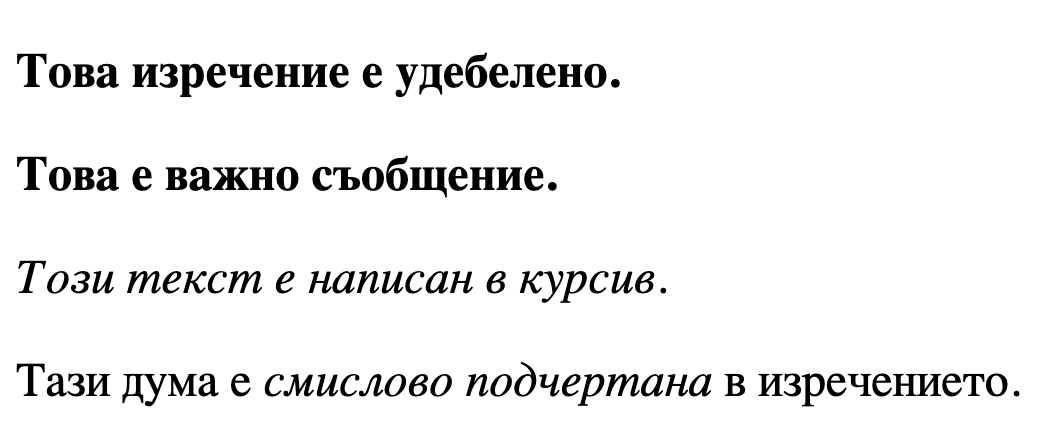 Това изречение е удебелено.
Това е важно съобщение.
Този текст е написан в курсив.
Тази дума е смислово подчертана в изречението.